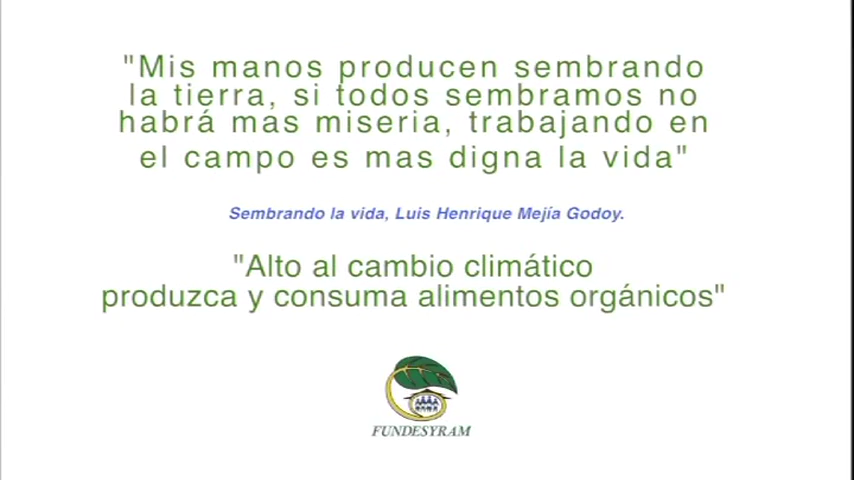 "Mis manos producen sembrando
la tierra, si todos sembramos no
habrá mas miseria, trabajando en
el campo es mas digna la vida"
Sembrando la vida, Luis Henrique Mejía Godoy.
"Alto al cambio climático
produzca y consuma alimentos orgánicos"
FUNDESYRAM